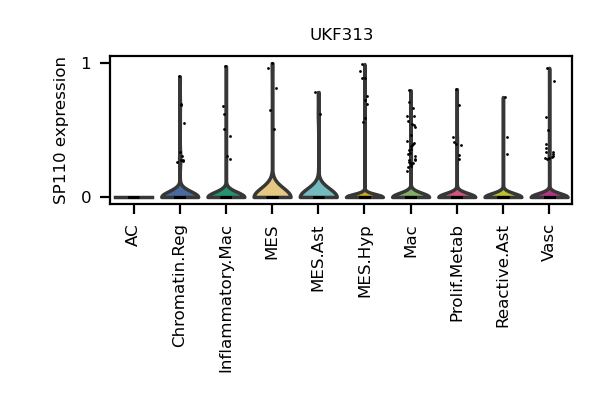 UKF313
SP110 expression
1
0
AC
Chromatin.Reg
Inflammatory.Mac
MES
MES.Ast
MES.Hyp
Mac
Prolif.Metab
Reactive.Ast
Vasc